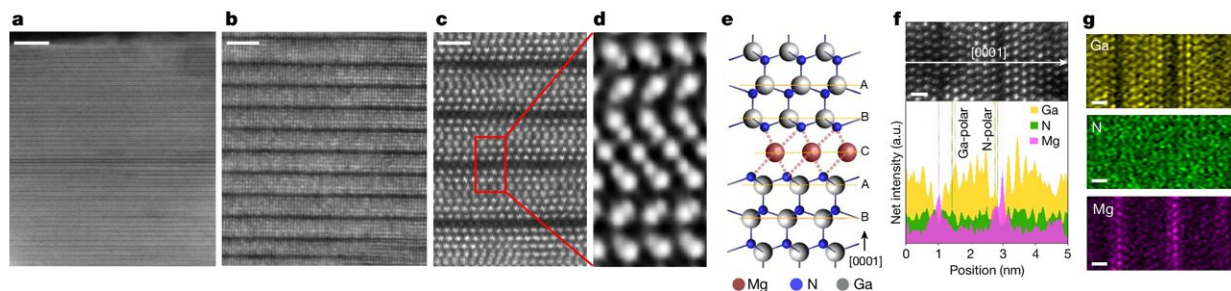 a
b
c
d
e
f
g
A
B
C
A
B
[0001]
Mg
N
Ga
[0001]
Ga
N
Mg
Ga-polar
N-polar
Net intensity (a.u.)
0
1
2
3
4
5
Position (nm)
Ga
N
Mg